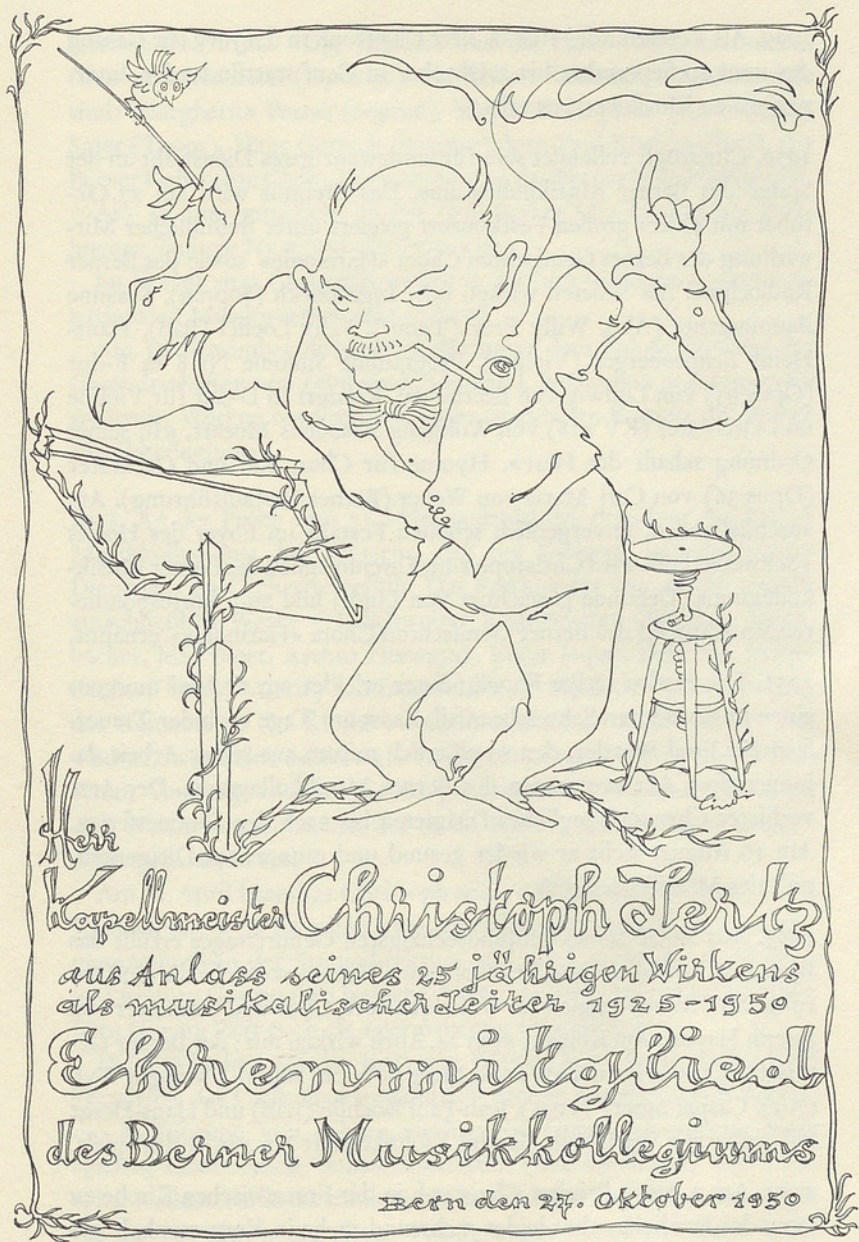 Herr
Kapellmeister Christoph Lertz
aus Anlass seines 25 jährigen Wirkens
als musikalischer Leiter 1925-1950
Ehrenmitglied
des Berner Musikkollegiums
Bern den 27. Oktober 1950